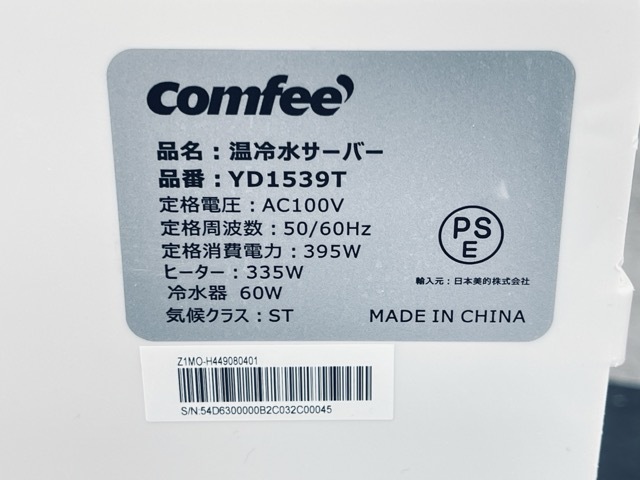 comfee'
品名：温冷水サーバー
品番：YD1539T
定格電圧：AC100V
定格周波数：50/60Hz
定格消費電力：395W
ヒーター：335W
冷水器 60W
気候クラス：ST
PS
E
輸入元：日本美的株式会社
MADE IN CHINA
Z1MO-H449080401
S/N:54D6300000B2C032C00045